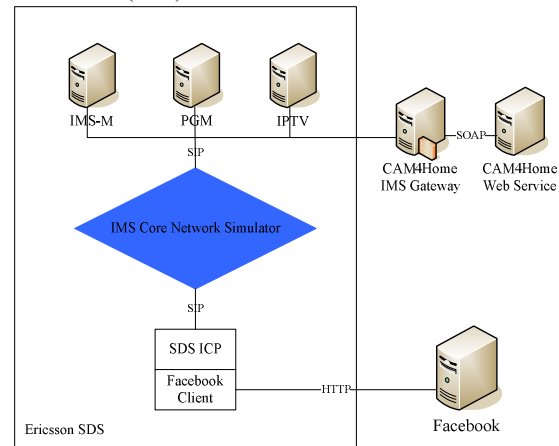 IMS-M
PGM
IPTV
SIP
SOAP
CAM4Home
IMS Gateway
CAM4Home
Web Service
IMS Core Network Simulator
SIP
SDS ICP
Facebook
Client
HTTP
Facebook
Ericsson SDS